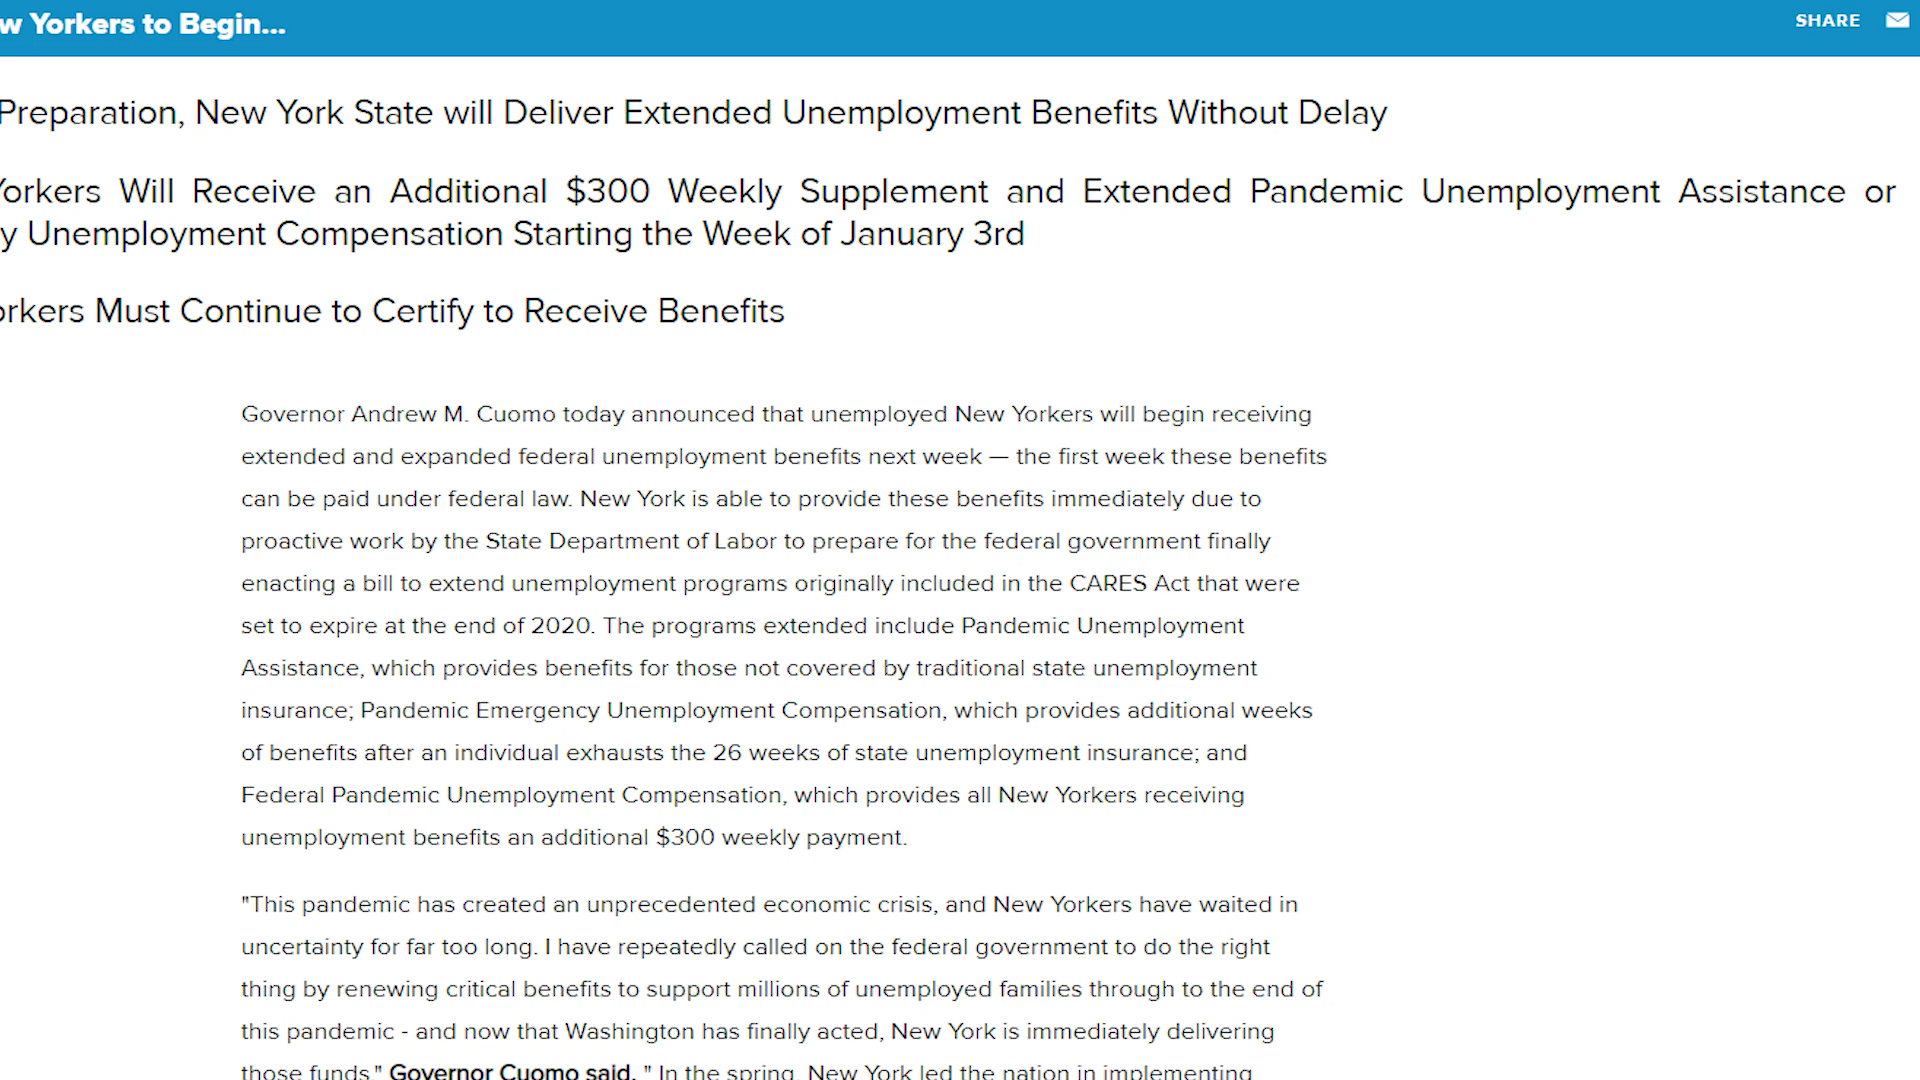 w Yorkers to Begin...
SHARE
Preparation, New York State will Deliver Extended Unemployment Benefits Without Delay
Yorkers Will Receive an Additional $300 Weekly Supplement and Extended Pandemic Unemployment Assistance or
y Unemployment Compensation Starting the Week of January 3rd
orkers Must Continue to Certify to Receive Benefits
Governor Andrew M. Cuomo today announced that unemployed New Yorkers will begin receiving
extended and expanded federal unemployment benefits next week — the first week these benefits
can be paid under federal law. New York is able to provide these benefits immediately due to
proactive work by the State Department of Labor to prepare for the federal government finally
enacting a bill to extend unemployment programs originally included in the CARES Act that were
set to expire at the end of 2020. The programs extended include Pandemic Unemployment
Assistance, which provides benefits for those not covered by traditional state unemployment
insurance; Pandemic Emergency Unemployment Compensation, which provides additional weeks
of benefits after an individual exhausts the 26 weeks of state unemployment insurance; and
Federal Pandemic Unemployment Compensation, which provides all New Yorkers receiving
unemployment benefits an additional $300 weekly payment.
"This pandemic has created an unprecedented economic crisis, and New Yorkers have waited in
uncertainty for far too long. I have repeatedly called on the federal government to do the right
thing by renewing critical benefits to support millions of unemployed families through to the end of
this pandemic - and now that Washington has finally acted, New York is immediately delivering
those funds," Governor Cuomo said. " In the spring, New York led the nation in implementing